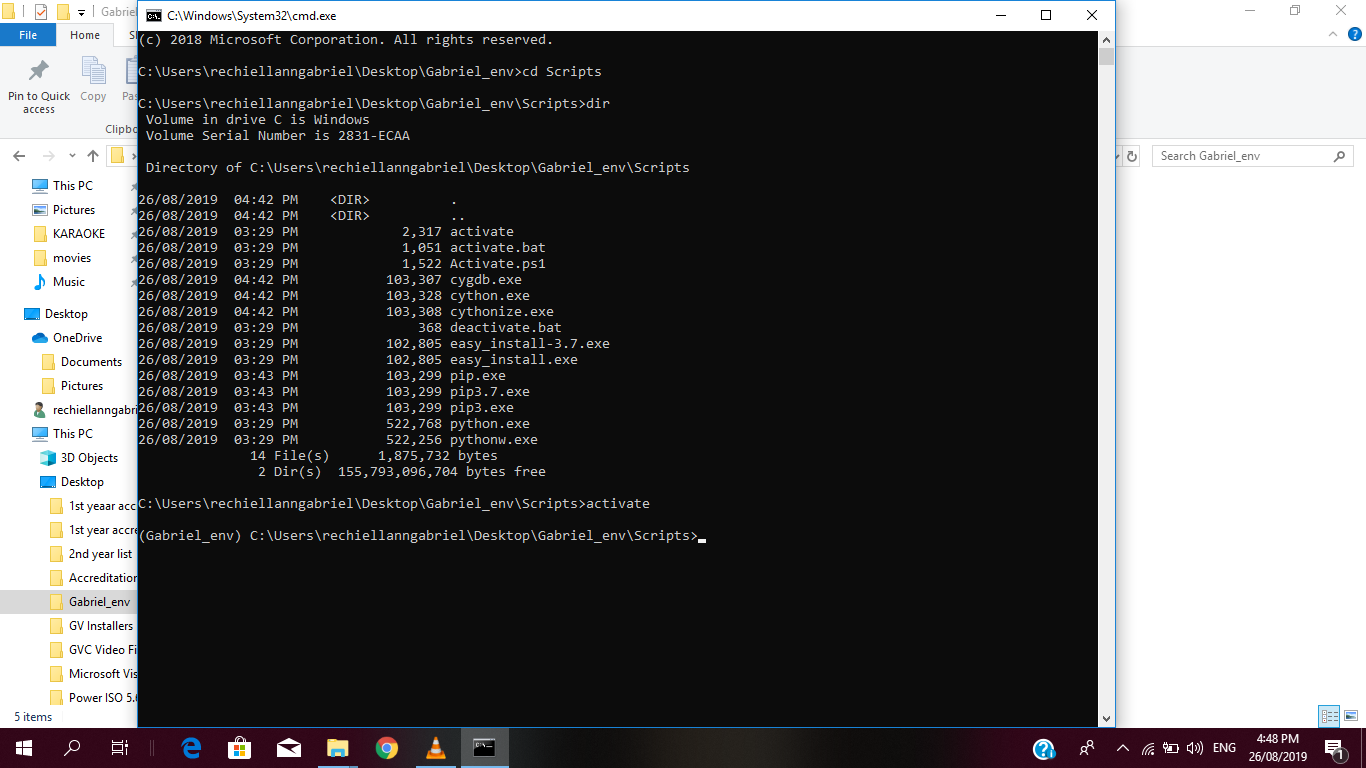 Gabriel
C:\Windows\System32\cmd.exe
File
Home
Pin to Quick
access
Copy
Clipbo
(c) 2018 Microsoft Corporation. All rights reserved.
C:\Users\rechiellanngabriel\Desktop\Gabriel_env>cd Scripts
C:\Users\rechiellanngabriel\Desktop\Gabriel_env\Scripts>dir
Volume in drive C is Windows
Volume Serial Number is 2831-ECAA
Directory of C:\Users\rechiellanngabriel\Desktop\Gabriel_env\Scripts
26/08/2019 04:42 PM <DIR> .
26/08/2019 04:42 PM <DIR> ..
26/08/2019 03:29 PM 2,317 activate
26/08/2019 03:29 PM 1,051 activate.bat
26/08/2019 03:29 PM 1,522 Activate.ps1
26/08/2019 04:42 PM 103,307 cygdb.exe
26/08/2019 04:42 PM 103,328 cython.exe
26/08/2019 04:42 PM 103,308 cythonize.exe
26/08/2019 03:29 PM 368 deactivate.bat
26/08/2019 03:29 PM 102,805 easy_install-3.7.exe
26/08/2019 03:29 PM 102,805 easy_install.exe
26/08/2019 03:43 PM 103,299 pip.exe
26/08/2019 03:43 PM 103,299 pip3.7.exe
26/08/2019 03:43 PM 103,299 pip3.exe
26/08/2019 03:29 PM 522,768 python.exe
26/08/2019 03:29 PM 522,256 pythonw.exe
14 File(s) 1,875,732 bytes
2 Dir(s) 155,793,096,704 bytes free
C:\Users\rechiellanngabriel\Desktop\Gabriel_env\Scripts>activate
(Gabriel_env) C:\Users\rechiellanngabriel\Desktop\Gabriel_env\Scripts>
Search Gabriel_env
This PC
Pictures
KARAOKE
movies
Music
Desktop
OneDrive
Documents
Pictures
rechiellanngabri
This PC
3D Objects
Desktop
1st yeaar acc
1st year accre
2nd year list
Accreditation
Gabriel_env
GV Installers
GVC Video Fi
Microsoft Vis
Power ISO 5.
5 items
ENG
4:48 PM
26/08/2019
1